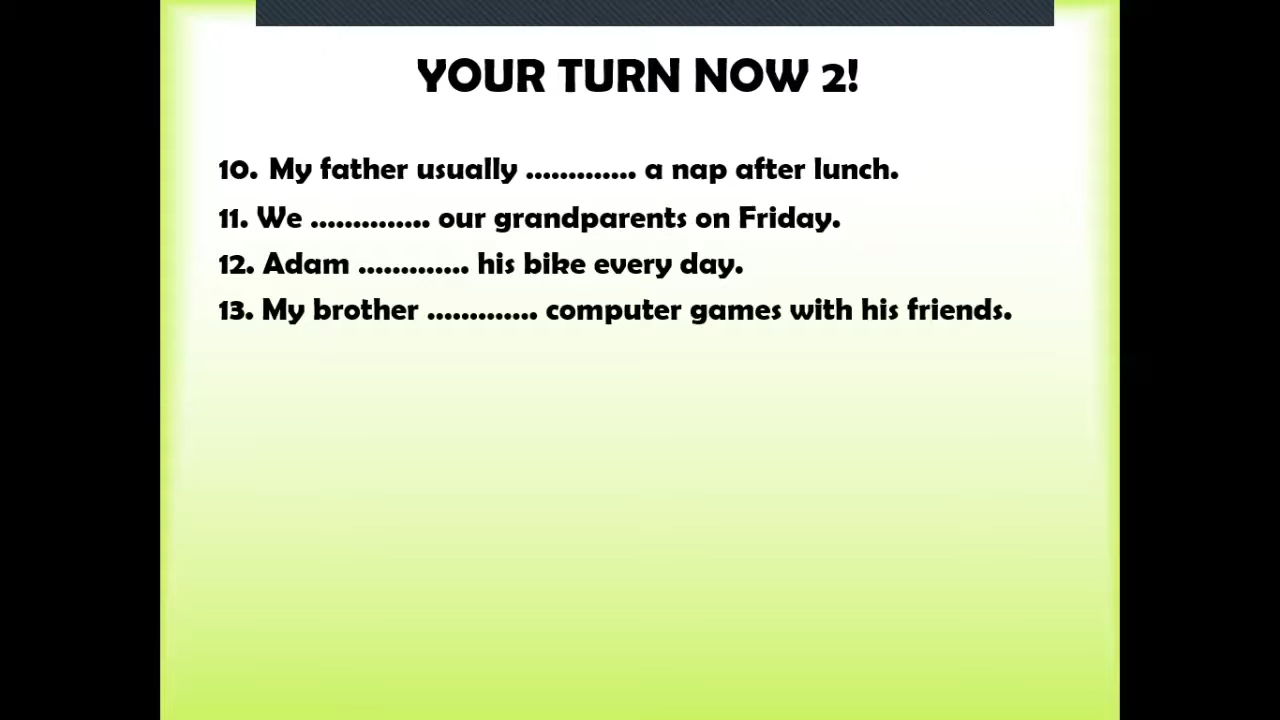 YOUR TURN NOW 2!
10. My father usually ............. a nap after lunch.
11. We .............. our grandparents on Friday.
12. Adam ............. his bike every day.
13. My brother ............. computer games with his friends.